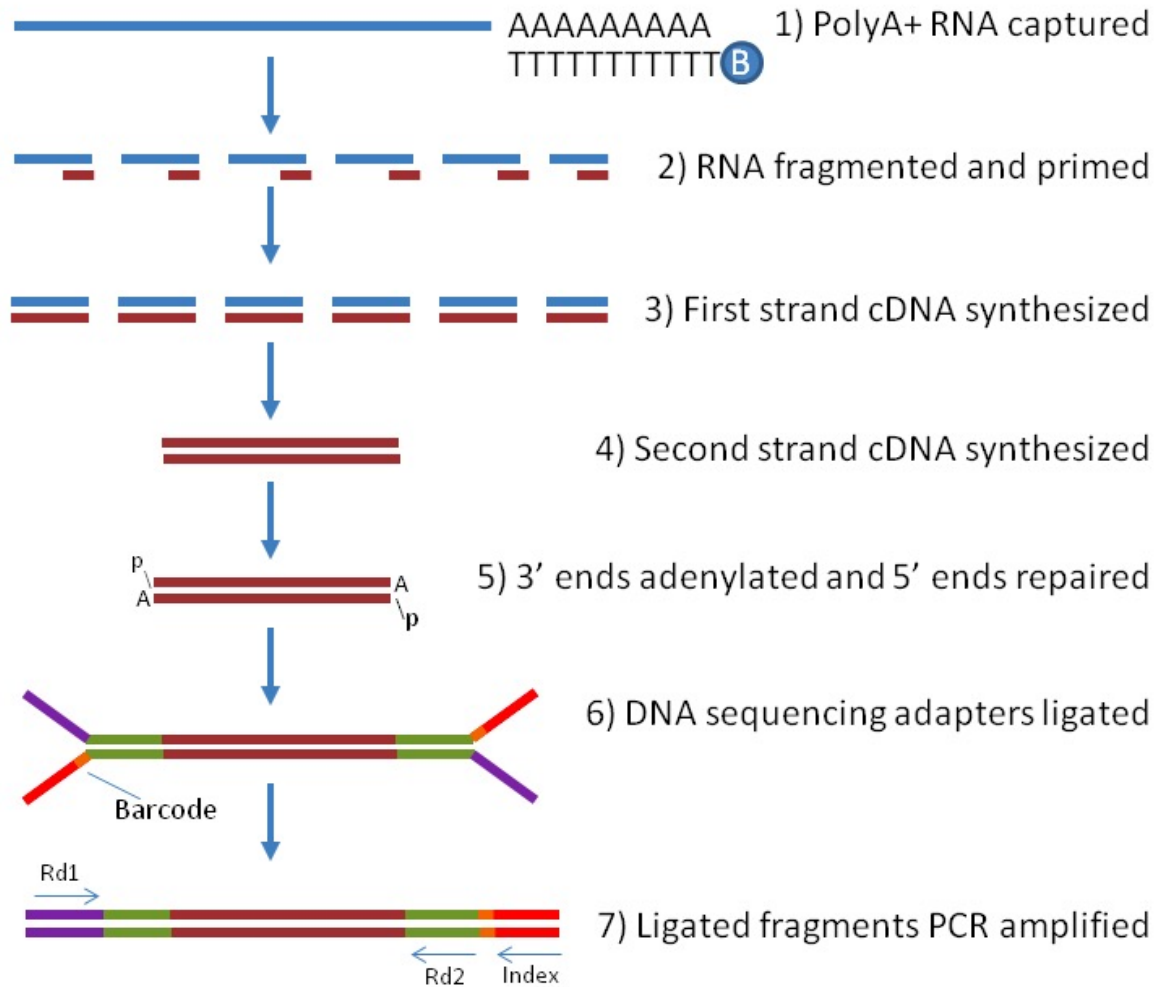 AAAAAAAAA
1) PolyA+ RNA captured
TTTTTTTTTTT B
2) RNA fragmented and primed
3) First strand cDNA synthesized
4) Second strand cDNA synthesized
p
5) 3’ ends adenylated and 5’ ends repaired
A
A
p
6) DNA sequencing adapters ligated
Barcode
Rd1
7) Ligated fragments PCR amplified
Rd2
Index